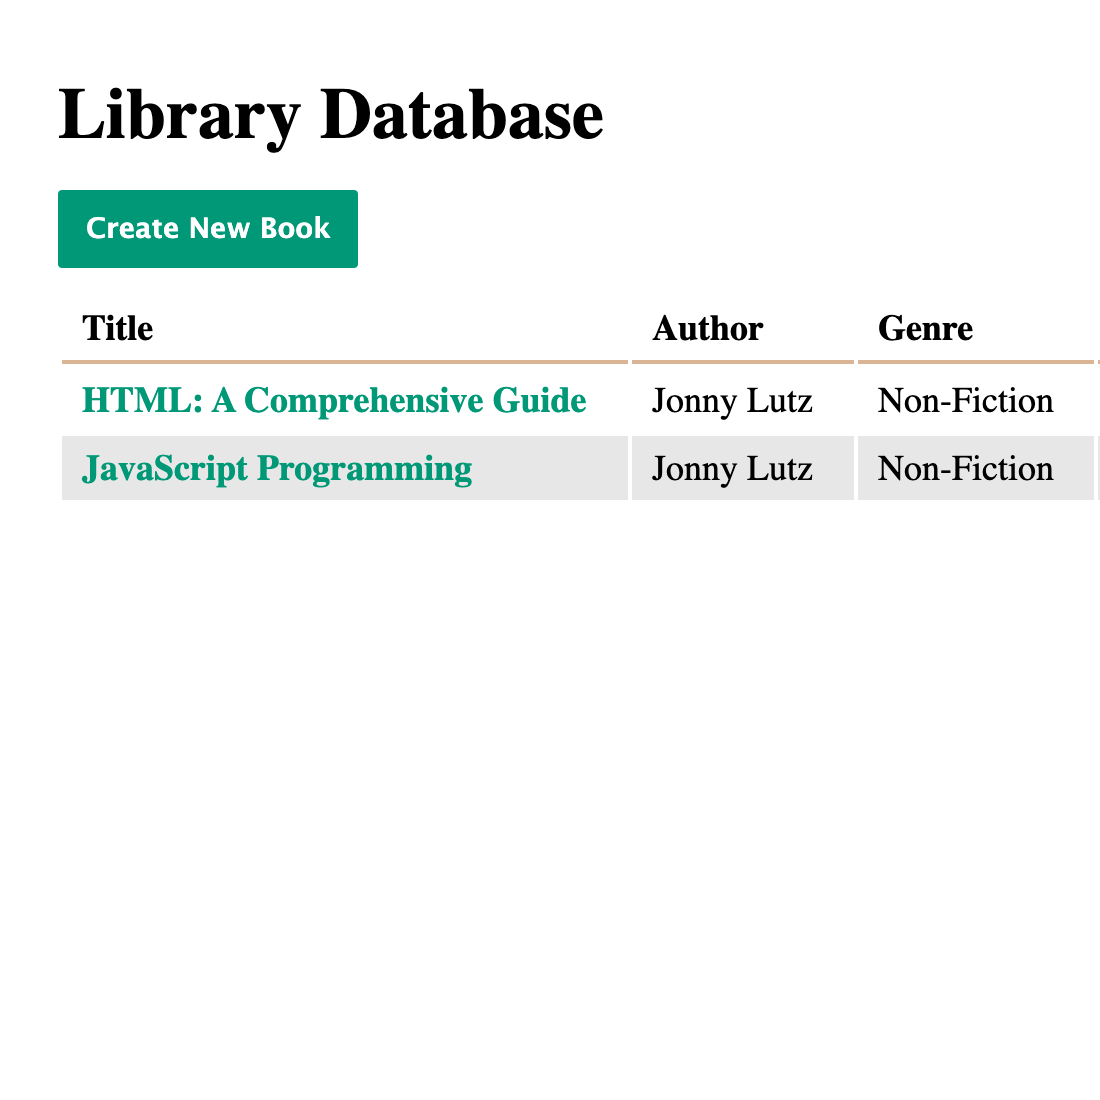 Library Database
Create New Book
Title Author Genre
HTML: A Comprehensive Guide Jonny Lutz Non-Fiction
JavaScript Programming Jonny Lutz Non-Fiction